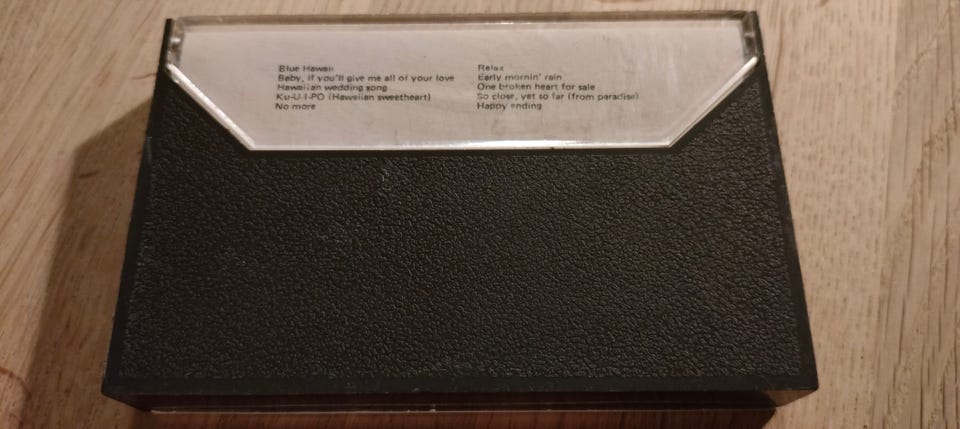 Blue Hawaii
Baby, if you'll give me all of your love
Hawaiian wedding song
Ku-U-I-PO (Hawaiian sweetheart)
No more
Relax
Early mornin' rain
One broken heart for sale
So close, yet so far (from paradise)
Happy ending